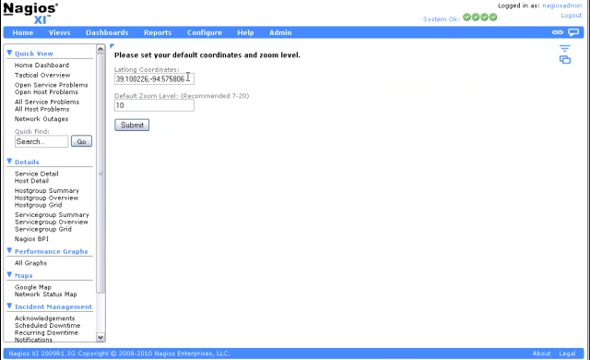 Nagios®
XI™
Logged in as: nagiosadmin
System Ok:
Logout
Home Views Dashboards Reports Configure Help Admin
Quick View
Home Dashboard
Tactical Overview
Open Service Problems
Open Host Problems
All Service Problems
All Host Problems
Network Outages
Quick Find:
Search... Go
Details
Service Detail
Host Detail
Hostgroup Summary
Hostgroup Overview
Hostgroup Grid
Servicegroup Summary
Servicegroup Overview
Servicegroup Grid
Nagios BPI
Performance Graphs
All Graphs
Maps
Google Map
Network Status Map
Incident Management
Acknowledgements
Scheduled Downtime
Recurring Downtime
Notifications
Please set your default coordinates and zoom level.
Latlong Coordinates:
39.100226,-94.575806
Default Zoom Level: (Recommended 7-20)
10
Submit
Nagios XI 2009R1.3G Copyright © 2008-2010 Nagios Enterprises, LLC.
About Legal